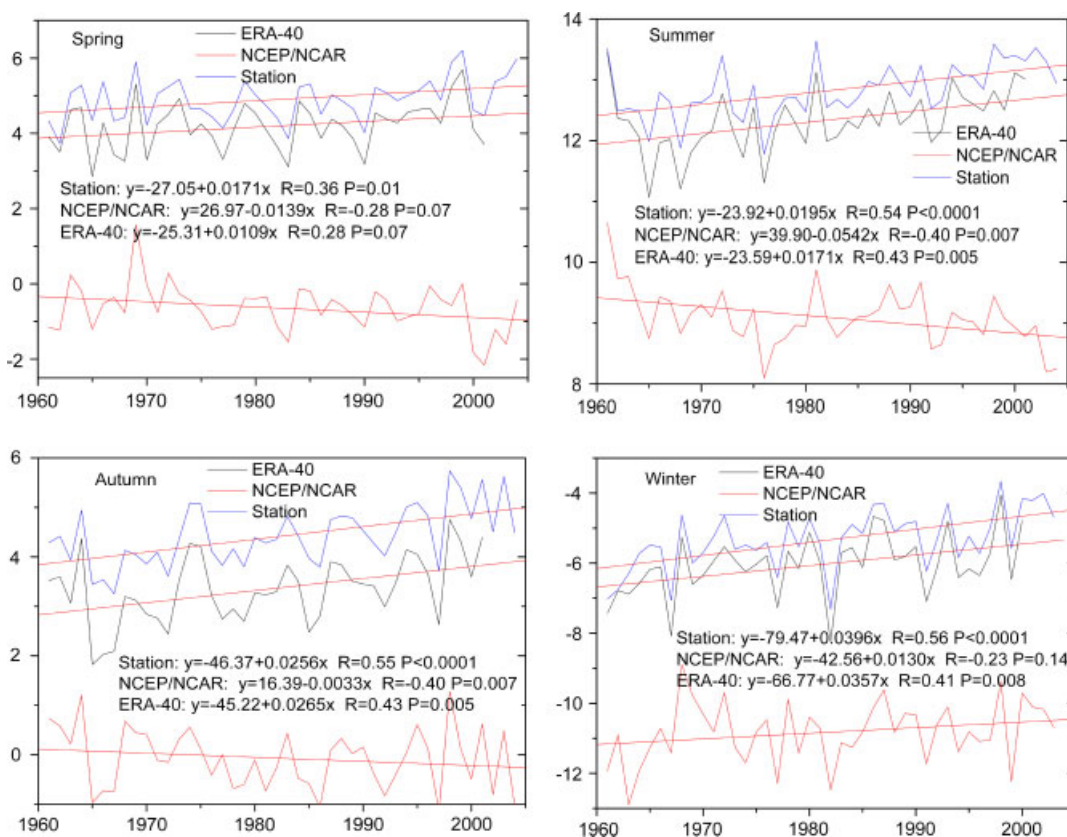 Spring
ERA-40
NCEP/NCAR
Station
6
4
2
0
-2
Station: y=-27.05+0.0171x R=0.36 P=0.01
NCEP/NCAR: y=26.97-0.0139x R=-0.28 P=0.07
ERA-40: y=-25.31+0.0109x R=0.28 P=0.07
1960 1970 1980 1990 2000
14
12
10
8
Summer
ERA-40
NCEP/NCAR
Station
Station: y=-23.92+0.0195x R=0.54 P<0.0001
NCEP/NCAR: y=39.90-0.0542x R=-0.40 P=0.007
ERA-40: y=-23.59+0.0171x R=0.43 P=0.005
1960 1970 1980 1990 2000
6
4
2
0
Autumn
ERA-40
NCEP/NCAR
Station
Station: y=-46.37+0.0256x R=0.55 P<0.0001
NCEP/NCAR: y=16.39-0.0033x R=-0.40 P=0.007
ERA-40: y=-45.22+0.0265x R=0.43 P=0.005
1960 1970 1980 1990 2000
-4
-6
-8
-10
-12
Winter
ERA-40
NCEP/NCAR
Station
Station: y=-79.47+0.0396x R=0.56 P<0.0001
NCEP/NCAR: y=-42.56+0.0130x R=-0.23 P=0.14
ERA-40: y=-66.77+0.0357x R=0.41 P=0.008
1960 1970 1980 1990 2000